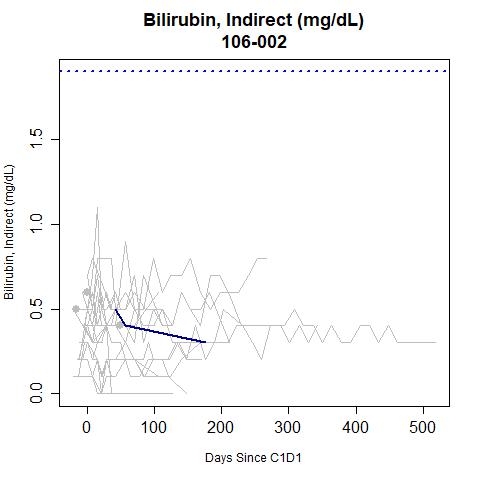 Bilirubin, Indirect (mg/dL)
106-002
Bilirubin, Indirect (mg/dL)
1.5
1.0
0.5
0.0
0 100 200 300 400 500
Days Since C1D1